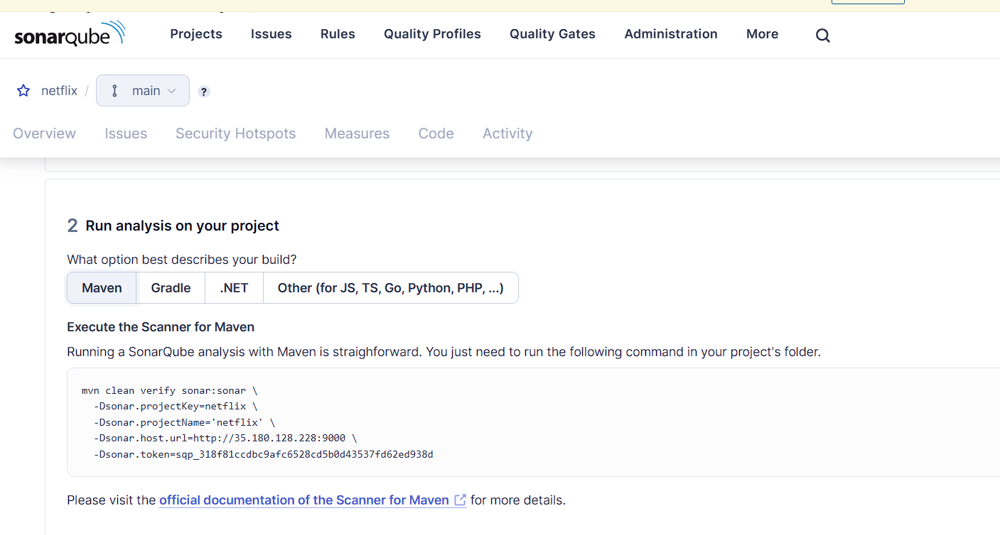 sonarqube Projects Issues Rules Quality Profiles Quality Gates Administration More
netflix / main ?
Overview Issues Security Hotspots Measures Code Activity
2 Run analysis on your project
What option best describes your build?
Maven Gradle .NET Other (for JS, TS, Go, Python, PHP, ...)
Execute the Scanner for Maven
Running a SonarQube analysis with Maven is straighforward. You just need to run the following command in your project's folder.
mvn clean verify sonar:sonar \
-Dsonar.projectKey=netflix \
-Dsonar.projectName='netflix' \
-Dsonar.host.url=http://35.180.128.228:9000 \
-Dsonar.token=sqp_318f81ccdbc9afc6528cd5b0d43537fd62ed938d
Please visit the official documentation of the Scanner for Maven for more details.